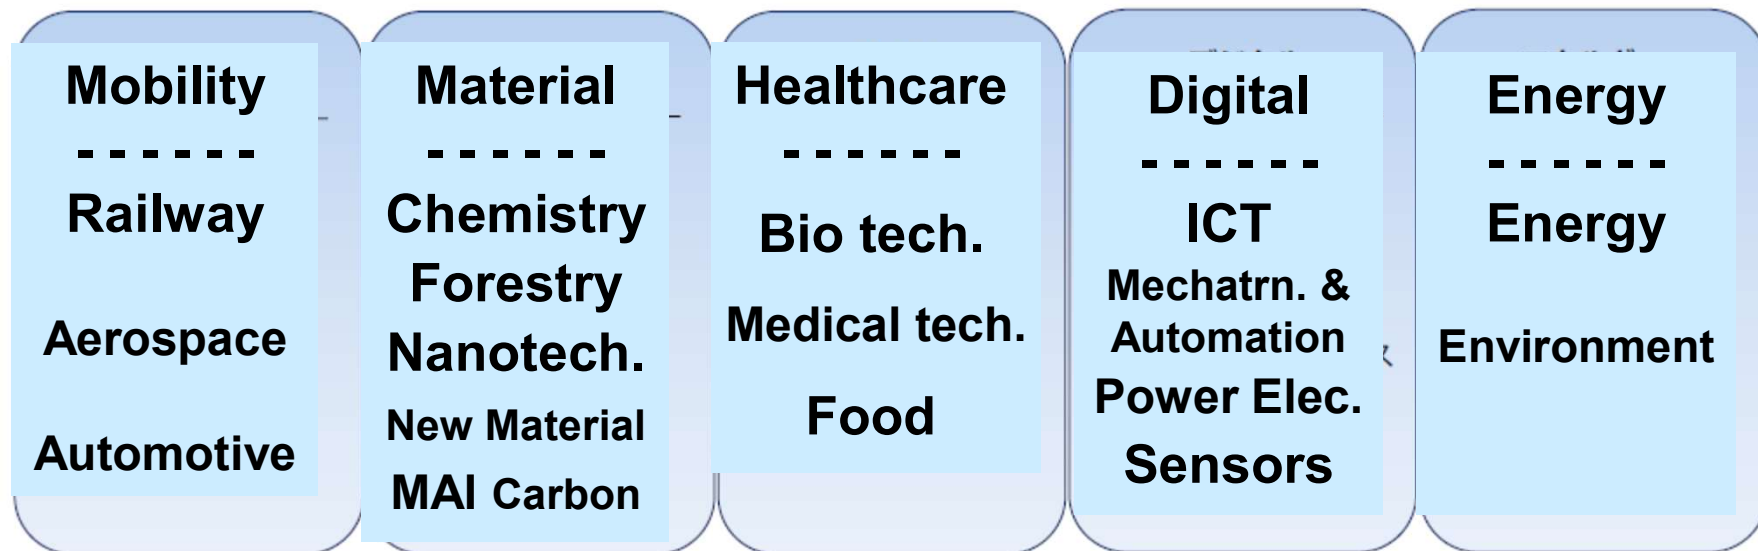 Mobility
------
Railway
Aerospace
Automotive
Material
------
Chemistry
Forestry
Nanotech.
New Material
MAI Carbon
Healthcare
------
Bio tech.
Medical tech.
Food
Digital
------
ICT
Mechatrn. &
Automation
Power Elec.
Sensors
Energy
------
Energy
Environment